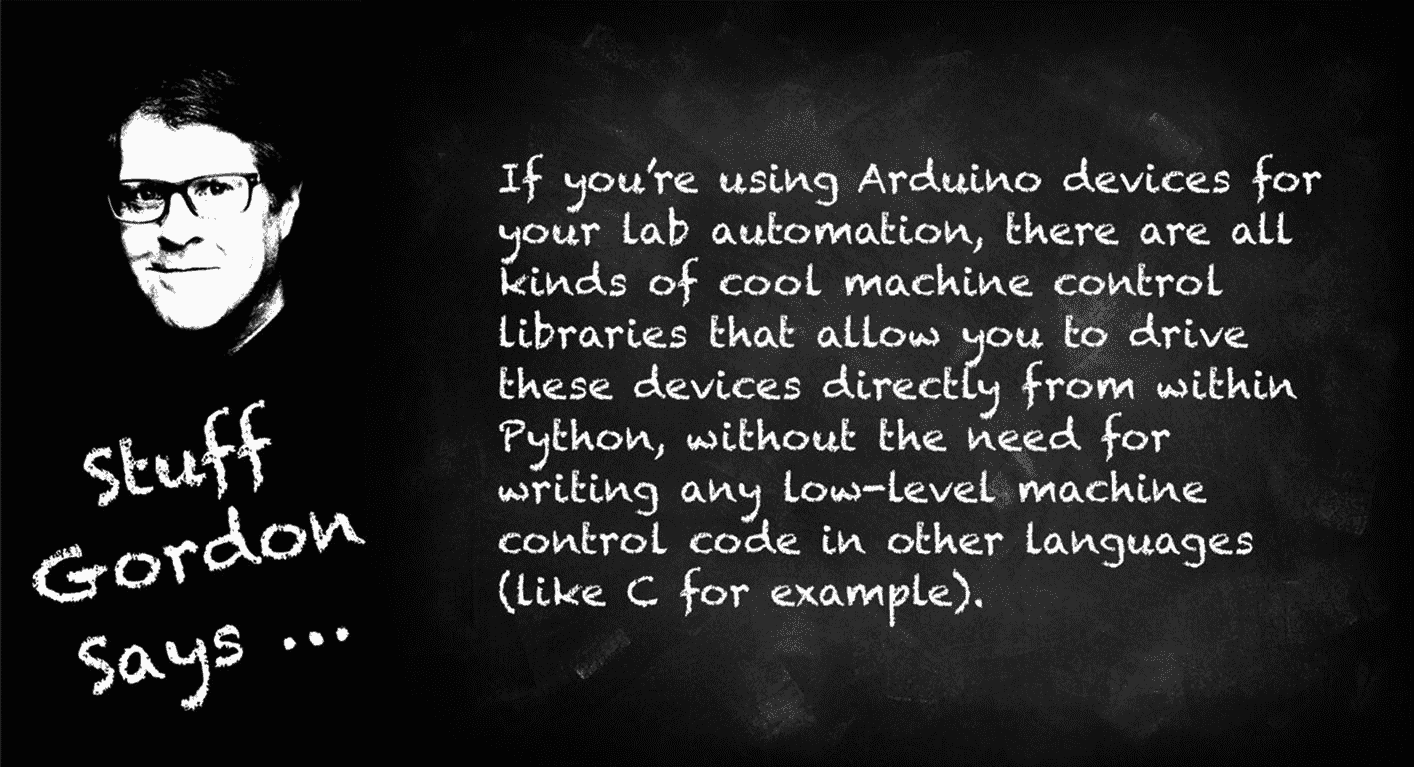 Stuff
Gordon
says ...
If you're using Arduino devices for
your lab automation, there are all
kinds of cool machine control
libraries that allow you to drive
these devices directly from within
Python, without the need for
writing any low-level machine
control code in other languages
(like C for example).